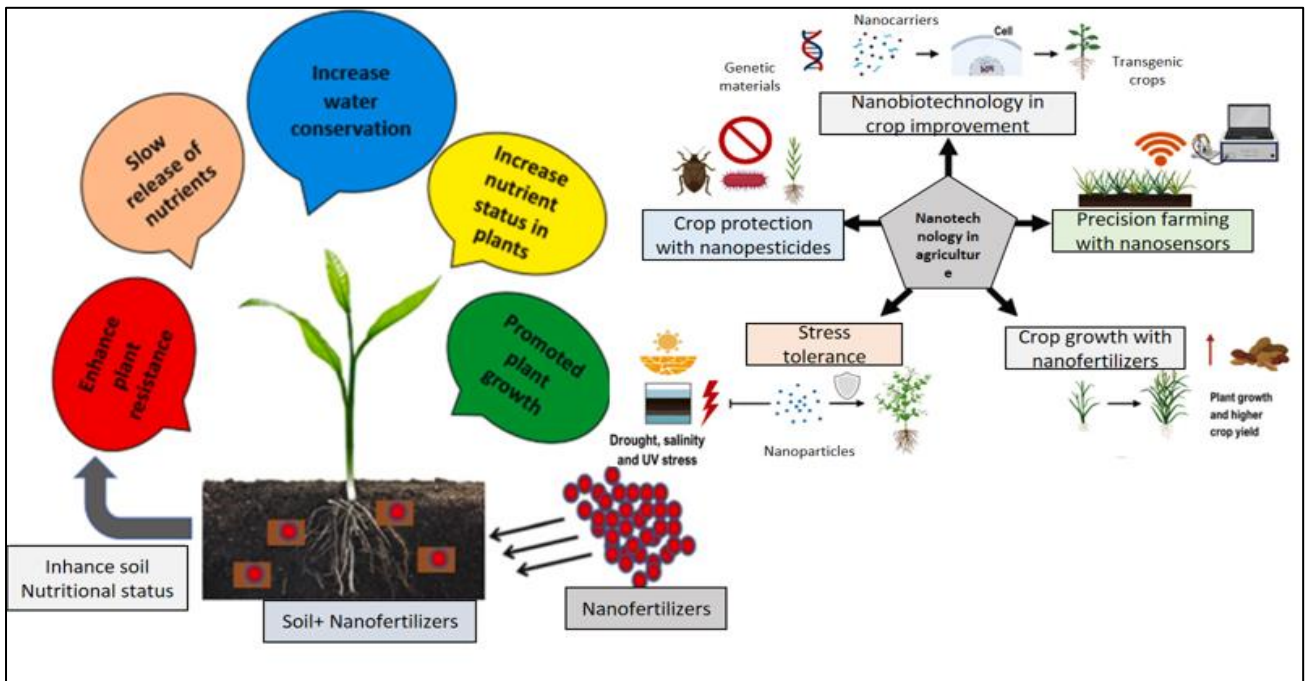 Increase
water
conservation
Slow
release of
nutrients
Increase
nutrient
status in
plants
Enhance
plant
resistance
Promoted
plant
growth
Inhance soil
Nutritional status
Soil+ Nanofertilizers
Nanofertilizers
Nanocarriers
Cell
Genetic
materials
Transgenic
crops
Nanobiotechnology in
crop improvement
Crop protection
with nanopesticides
Nanotech
nology in
agricultur
e
Precision farming
with nanosensors
Stress
tolerance
Crop growth with
nanofertilizers
Drought, salinity
and UV stress
Nanoparticles
Plant growth
and higher
crop yield